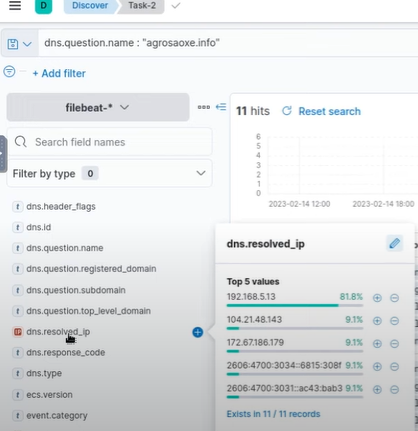 D Discover Task-2
dns.question.name : "agrosaoxe.info"
+ Add filter
filebeat-*
11 hits Reset search
Search field names
Filter by type 0
6
5
4
3
2
1
0
2023-02-14 12:00 2023-02-14 18:00
t dns.header_flags
t dns.id
t dns.question.name
t dns.question.registered_domain
t dns.question.subdomain
t dns.question.top_level_domain
IP dns.resolved_ip
t dns.response_code
t dns.type
t ecs.version
t event.category
dns.resolved_ip
Top 5 values
192.168.5.13 81.8%
104.21.48.143 9.1%
172.67.186.179 9.1%
2606:4700:3034::6815:308f 9.1%
2606:4700:3031::ac43:bab3 9.1%
Exists in 11 / 11 records